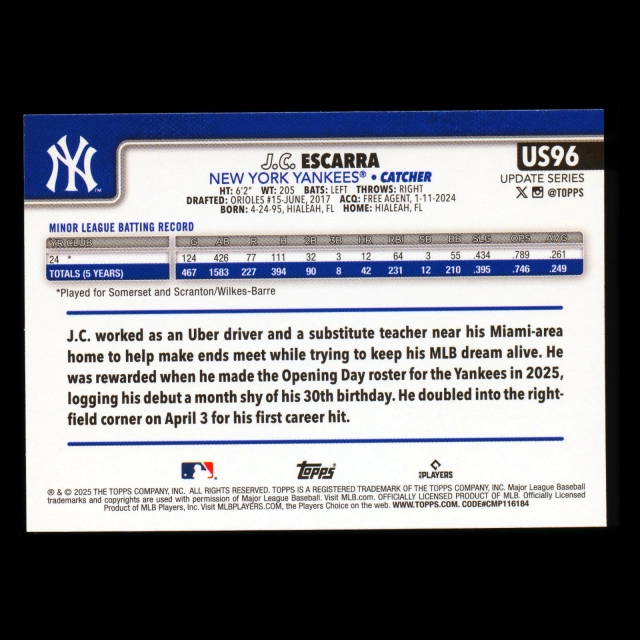 NY
J.C. ESCARRA
US96
NEW YORK YANKEES® • CATCHER
UPDATE SERIES
HT: 6'2" WT: 205 BATS: LEFT THROWS: RIGHT
@TOPPS
DRAFTED: ORIOLES #15-JUNE, 2017 ACQ: FREE AGENT, 1-11-2024
BORN: 4-24-95, HIALEAH, FL HOME: HIALEAH, FL
MINOR LEAGUE BATTING RECORD
YR CLUB G AB R H 2B 3B HR RBI SB BB SLG OPS AVG
24 * 124 426 77 111 32 3 12 64 3 55 .434 .789 .261
TOTALS (5 YEARS) 467 1583 227 394 90 8 42 231 12 210 .395 .746 .249
*Played for Somerset and Scranton/Wilkes-Barre
J.C. worked as an Uber driver and a substitute teacher near his Miami-area
home to help make ends meet while trying to keep his MLB dream alive. He
was rewarded when he made the Opening Day roster for the Yankees in 2025,
logging his debut a month shy of his 30th birthday. He doubled into the right-
field corner on April 3 for his first career hit.
Topps®
PLAYERS
® & © 2025 THE TOPPS COMPANY, INC. ALL RIGHTS RESERVED. TOPPS IS A REGISTERED TRADEMARK OF THE TOPPS COMPANY, INC. Major League Baseball
trademarks and copyrights are used with permission of Major League Baseball. Visit MLB.com. OFFICIALLY LICENSED PRODUCT OF MLB. Officially Licensed
Product of MLB Players, Inc. Visit MLBPLAYERS.com, the Players Choice on the web. WWW.TOPPS.COM. CODE#CMP116184